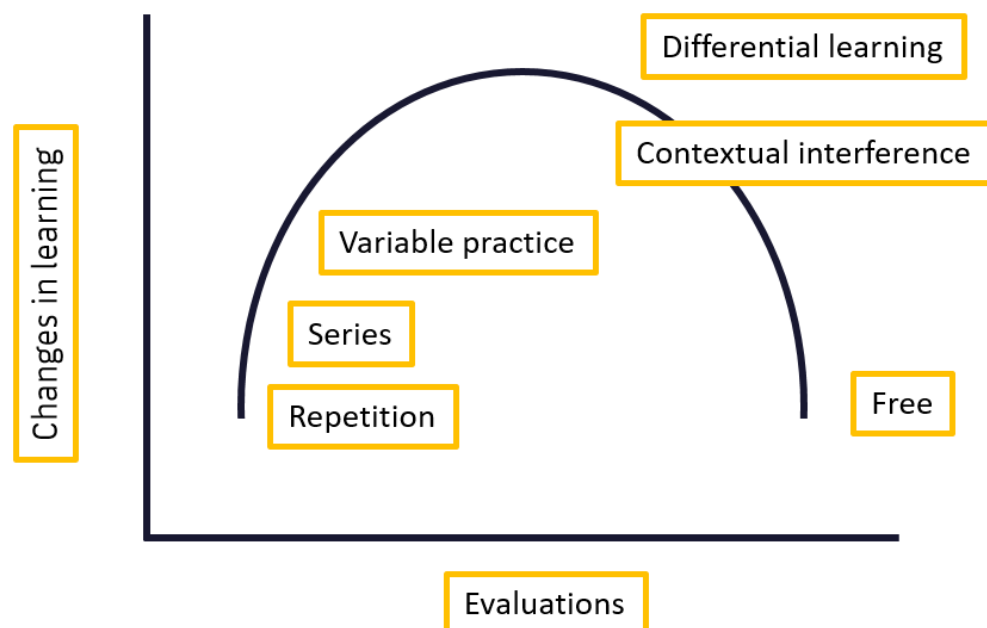 Differential learning
Contextual interference
Changes in learning
Variable practice
Series
Repetition
Free
Evaluations